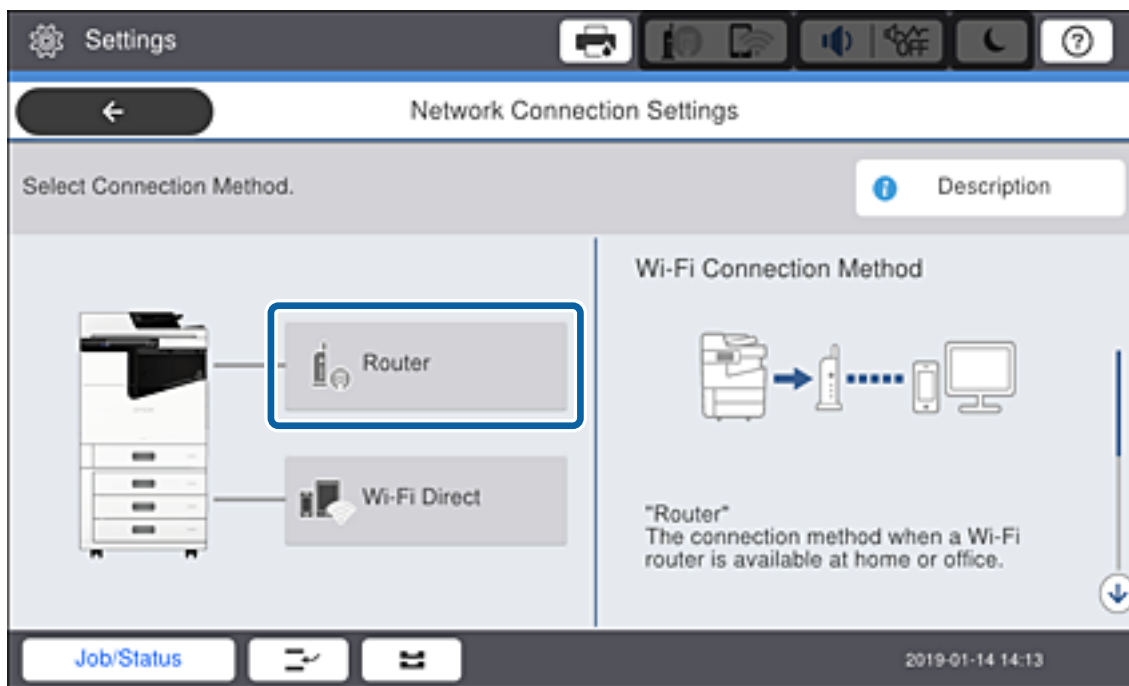 Settings
OFF
Network Connection Settings
Select Connection Method.
Description
Router
Wi-Fi Direct
Wi-Fi Connection Method
"Router"
The connection method when a Wi-Fi
router is available at home or office.
Job/Status
2019-01-14 14:13